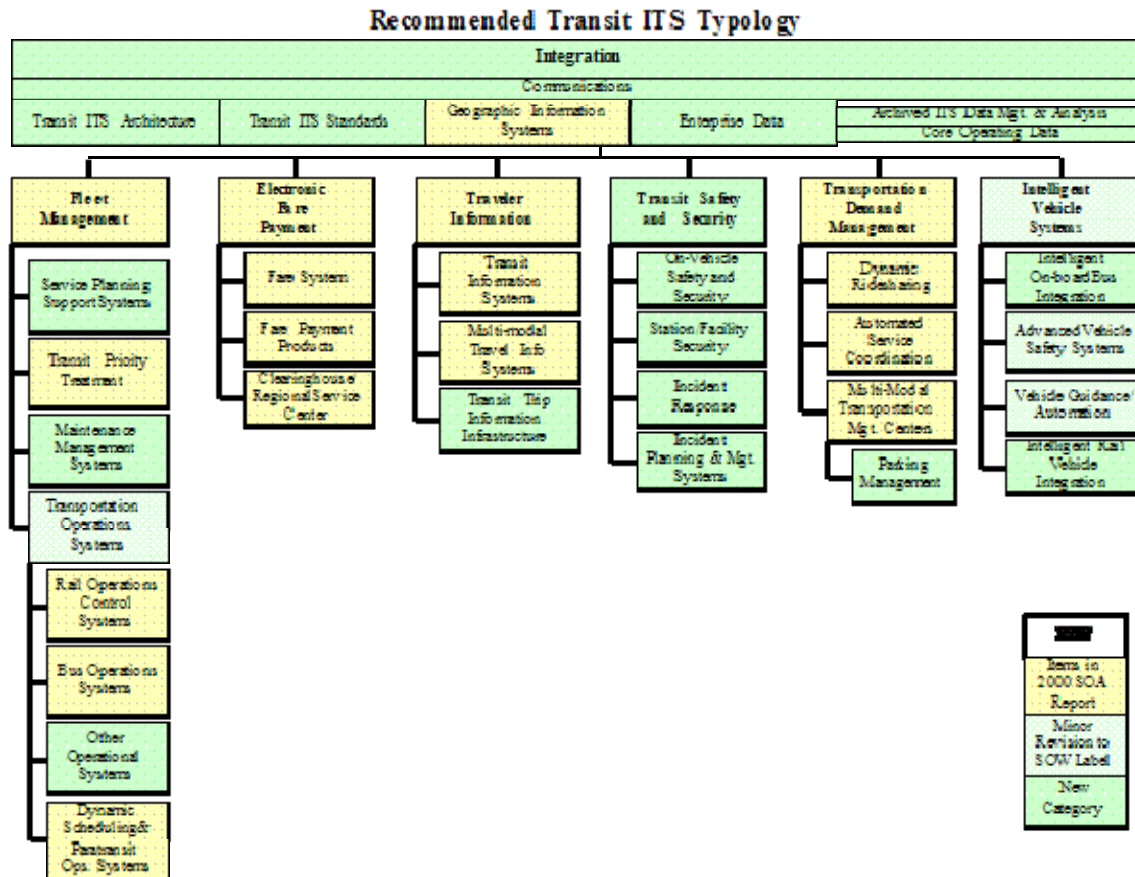 Recommended Transit ITS Typology
Integration
Communications
Transit ITS Architecture
Transit ITS Standards
Geographic Information
Systems
Enterprise Data
Archived ITS Data Mgt. & Analysis
Core Operating Data
Fleet
Management
Service Planning
Support Systems
Transit Priority
Treatment
Maintenance
Management
Systems
Transportation
Operations
Systems
Rail Operations
Control
Systems
Bus Operations
Systems
Other
Operational
Systems
Dynamic
Scheduling &
Paratransit
Ops. Systems
Electronic
Fare
Payment
Fare System
Fare Payment
Products
Clearinghouse/
Regional Service
Center
Traveler
Information
Transit
Information
Systems
Multi-modal
Travel Info
Systems
Transit Trip
Information
Infrastructure
Transit Safety
and Security
On-Vehicle
Safety and
Security
Station/Facility
Security
Incident
Response
Incident
Planning & Mgt.
Systems
Transportation
Demand
Management
Dynamic
Ridesharing
Automated
Service
Coordination
Multi-Modal
Transportation
Mgt. Centers
Parking
Management
Intelligent
Vehicle
Systems
Intelligent
On-board Bus
Integration
Advanced Vehicle
Safety Systems
Vehicle Guidance/
Automation
Intelligent Rail
Vehicle
Integration
Items in
2000 SOA
Report
Minor
Revision to
SOW Label
New
Category